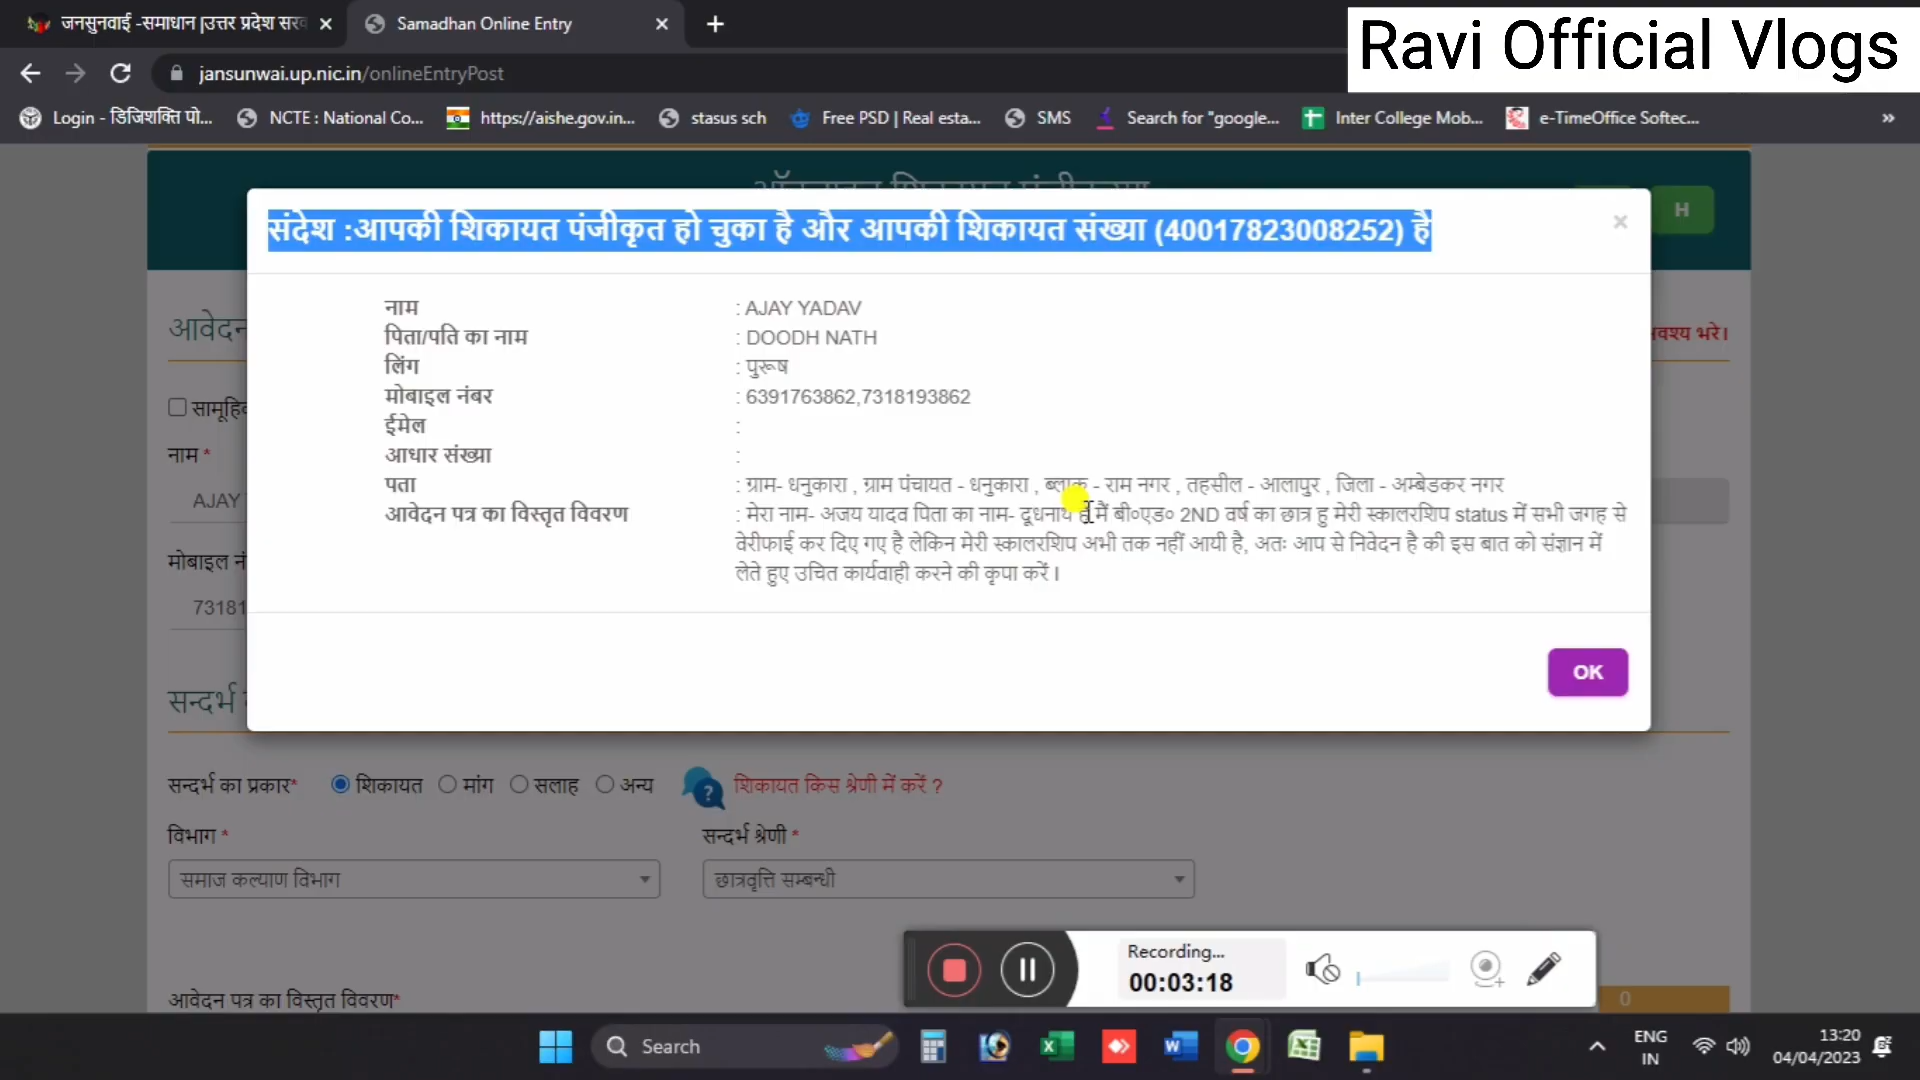 जनसुनवाई -समाधान |उत्तर प्रदेश सरक
Samadhan Online Entry
Ravi Official Vlogs
jansunwai.up.nic.in/onlineEntryPost
Login - डिजिशक्ति पो...
NCTE : National Co...
https://aishe.gov.in...
stasus sch
Free PSD | Real esta...
SMS
Search for "google...
Inter College Mob...
e-TimeOffice Softec...
H
संदेश :आपकी शिकायत पंजीकृत हो चुका है और आपकी शिकायत संख्या (40017823008252) है
नाम : AJAY YADAV
पिता/पति का नाम : DOODH NATH
लिंग : पुरूष
मोबाइल नंबर : 6391763862,7318193862
ईमेल :
आधार संख्या :
पता : ग्राम- धनुकारा , ग्राम पंचायत - धनुकारा , ब्लाक - राम नगर , तहसील - आलापुर , जिला - अम्बेडकर नगर
आवेदन पत्र का विस्तृत विवरण : मेरा नाम- अजय यादव पिता का नाम- दूधनाथ है मैं बी०एड० 2ND वर्ष का छात्र हु मेरी स्कालरशिप status में सभी जगह से
वेरीफाई कर दिए गए है लेकिन मेरी स्कालरशिप अभी तक नहीं आयी है, अतः आप से निवेदन है की इस बात को संज्ञान में
लेते हुए उचित कार्यवाही करने की कृपा करें ।
OK
आवेदन
वश्य भरे।
सामूहि
नाम *
AJAY
मोबाइल नं
73181
सन्दर्भ
सन्दर्भ का प्रकार* शिकायत मांग सलाह अन्य शिकायत किस श्रेणी में करें ?
विभाग * सन्दर्भ श्रेणी *
समाज कल्याण विभाग छात्रवृत्ति सम्बन्धी
Recording...
00:03:18
आवेदन पत्र का विस्तृत विवरण*
0
Search
ENG
IN
13:20
04/04/2023